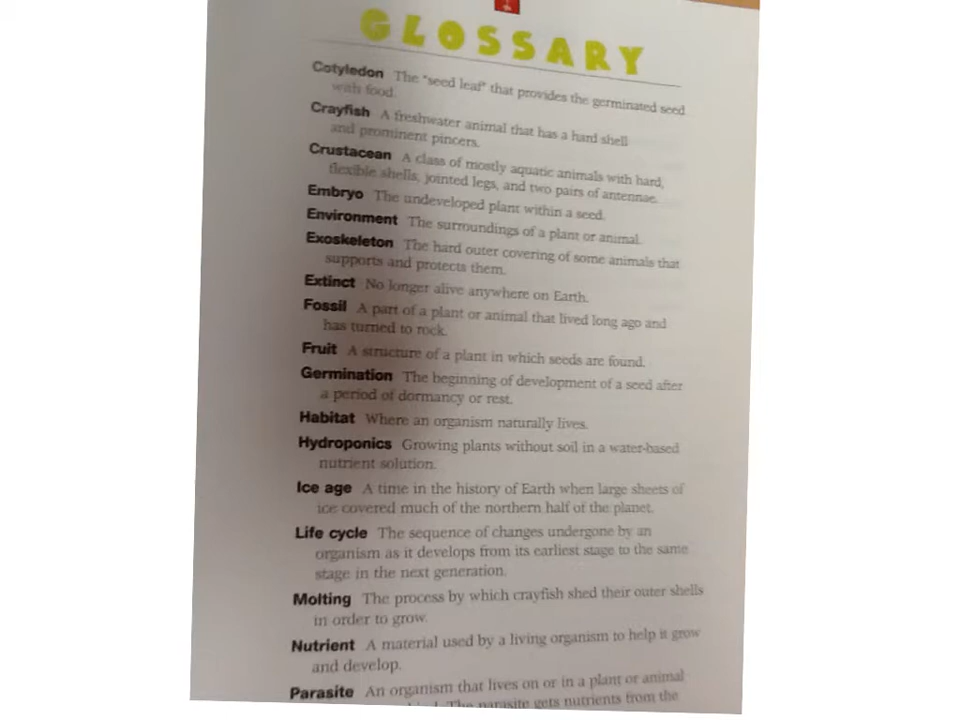 GLOSSARY
Cotyledon The "seed leaf" that provides the germinated seed
with food.
Crayfish A freshwater animal that has a hard shell
and prominent pincers.
Crustacean A class of mostly aquatic animals with hard,
flexible shells, jointed legs, and two pairs of antennae.
Embryo The undeveloped plant within a seed.
Environment The surroundings of a plant or animal.
Exoskeleton The hard outer covering of some animals that
supports and protects them.
Extinct No longer alive anywhere on Earth.
Fossil A part of a plant or animal that lived long ago and
has turned to rock.
Fruit A structure of a plant in which seeds are found.
Germination The beginning of development of a seed after
a period of dormancy or rest.
Habitat Where an organism naturally lives.
Hydroponics Growing plants without soil in a water-based
nutrient solution.
Ice age A time in the history of Earth when large sheets of
ice covered much of the northern half of the planet.
Life cycle The sequence of changes undergone by an
organism as it develops from its earliest stage to the same
stage in the next generation.
Molting The process by which crayfish shed their outer shells
in order to grow.
Nutrient A material used by a living organism to help it grow
and develop.
Parasite An organism that lives on or in a plant or animal
The parasite gets nutrients from the